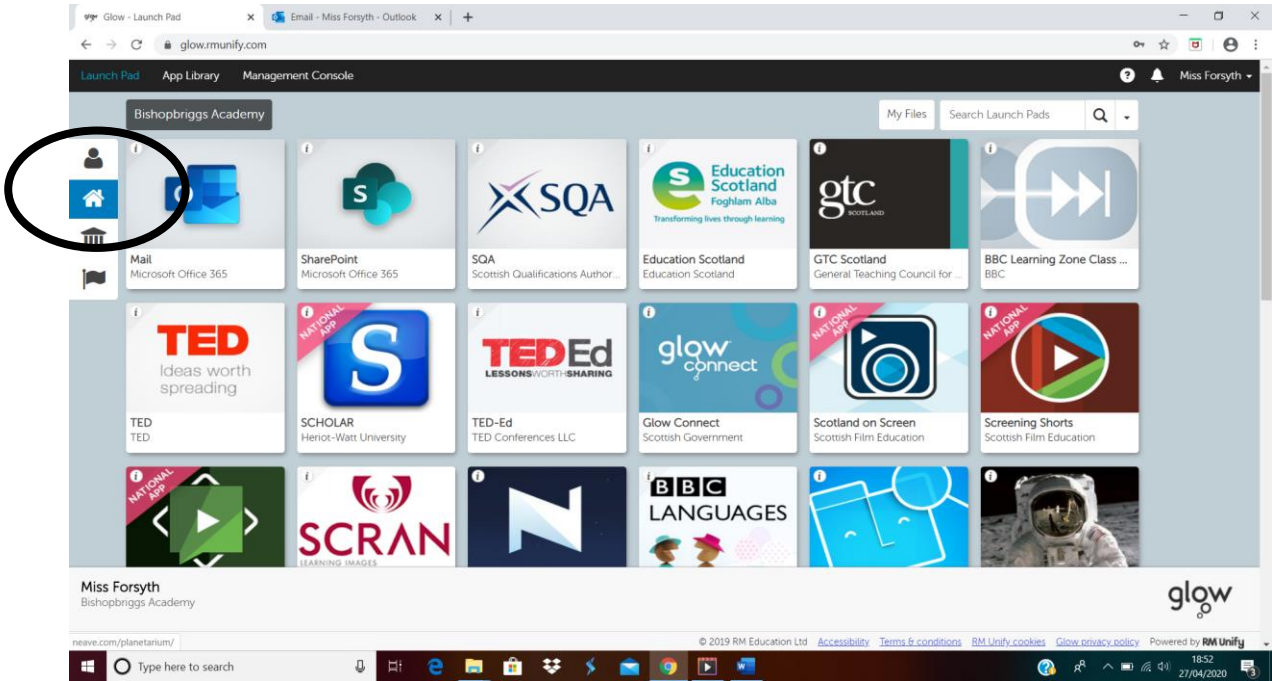 glow Glow - Launch Pad
Email - Miss Forsyth - Outlook
glow.rmunify.com
Launch Pad App Library Management Console Miss Forsyth
Bishopbriggs Academy My Files Search Launch Pads
S SQA S Education Scotland Foghlam Alba Transforming lives through learning gtc SCOTLAND
Mail SharePoint SQA Education Scotland GTC Scotland BBC Learning Zone Class ...
Microsoft Office 365 Microsoft Office 365 Scottish Qualifications Author... Education Scotland General Teaching Council for ... BBC
TED Ideas worth spreading NATIONAL APP S TEDEd LESSONS WORTH SHARING glow connect NATIONAL APP NATIONAL APP
TED SCHOLAR TED-Ed Glow Connect Scotland on Screen Screening Shorts
TED Heriot-Watt University TED Conferences LLC Scottish Government Scottish Film Education Scottish Film Education
NATIONAL APP SCRAN LEARNING IMAGES N BBC LANGUAGES
Miss Forsyth
Bishopbriggs Academy
glow
neave.com/planetarium/ © 2019 RM Education Ltd Accessibility Terms & conditions RM Unify cookies Glow privacy policy Powered by RM Unify
Type here to search 18:52
27/04/2020
3